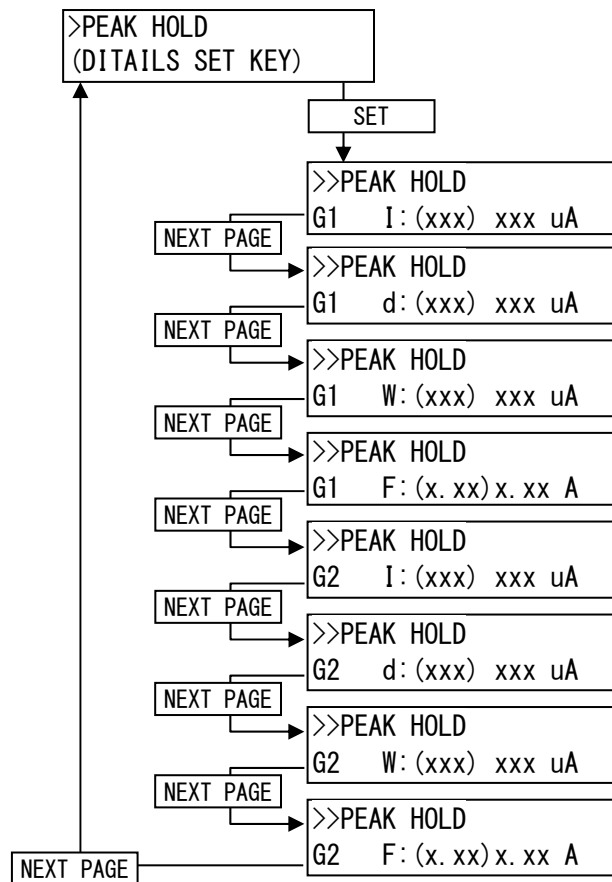 >PEAK HOLD
(DITAILS SET KEY)
SET
>>PEAK HOLD
G1 I:(xxx) xxx uA
NEXT PAGE
>>PEAK HOLD
G1 d:(xxx) xxx uA
NEXT PAGE
>>PEAK HOLD
G1 W:(xxx) xxx uA
NEXT PAGE
>>PEAK HOLD
G1 F:(x.xx)x.xx A
NEXT PAGE
>>PEAK HOLD
G2 I:(xxx) xxx uA
NEXT PAGE
>>PEAK HOLD
G2 d:(xxx) xxx uA
NEXT PAGE
>>PEAK HOLD
G2 W:(xxx) xxx uA
NEXT PAGE
>>PEAK HOLD
G2 F:(x.xx)x.xx A
NEXT PAGE